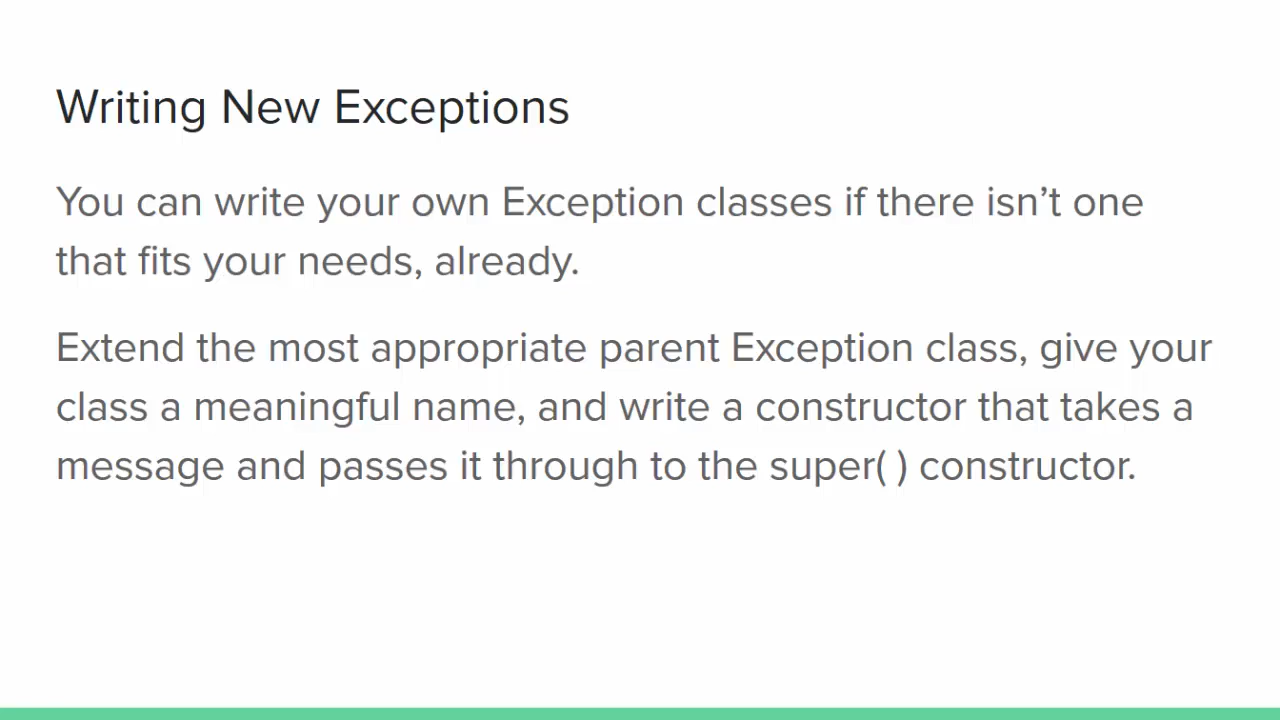 Writing New Exceptions
You can write your own Exception classes if there isn’t one
that fits your needs, already.
Extend the most appropriate parent Exception class, give your
class a meaningful name, and write a constructor that takes a
message and passes it through to the super( ) constructor.